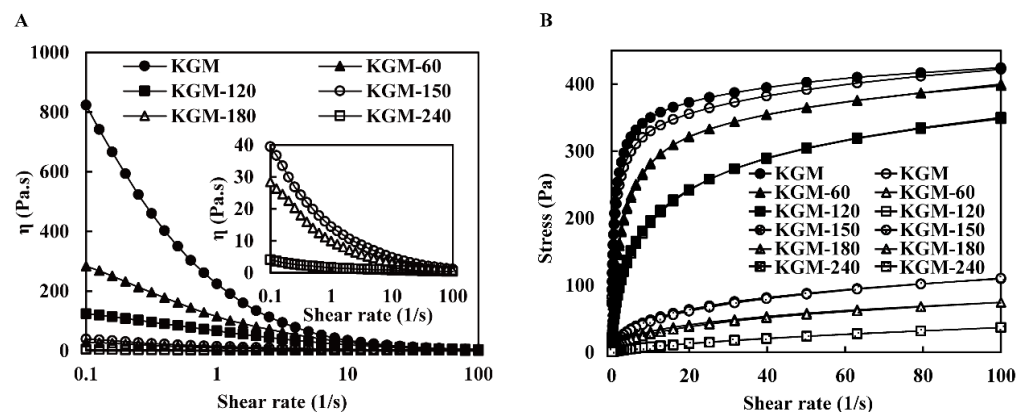 A
B
1000
800
600
400
200
0
η (Pa.s)
KGM
KGM-60
KGM-120
KGM-150
KGM-180
KGM-240
40
30
20
10
0
η (Pa.s)
0.1 1 10 100
Shear rate (1/s)
0.1 1 10 100
Shear rate (1/s)
400
300
200
100
0
Stress (Pa)
KGM KGM
KGM-60 KGM-60
KGM-120 KGM-120
KGM-150 KGM-150
KGM-180 KGM-180
KGM-240 KGM-240
0 20 40 60 80 100
Shear rate (1/s)